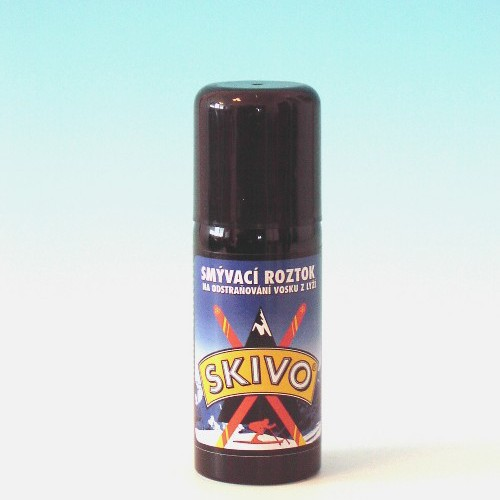 SMÝVACÍ ROZTOK
NA ODSTRAŇOVÁNÍ VOSKU Z LYŽÍ
SKIVO®